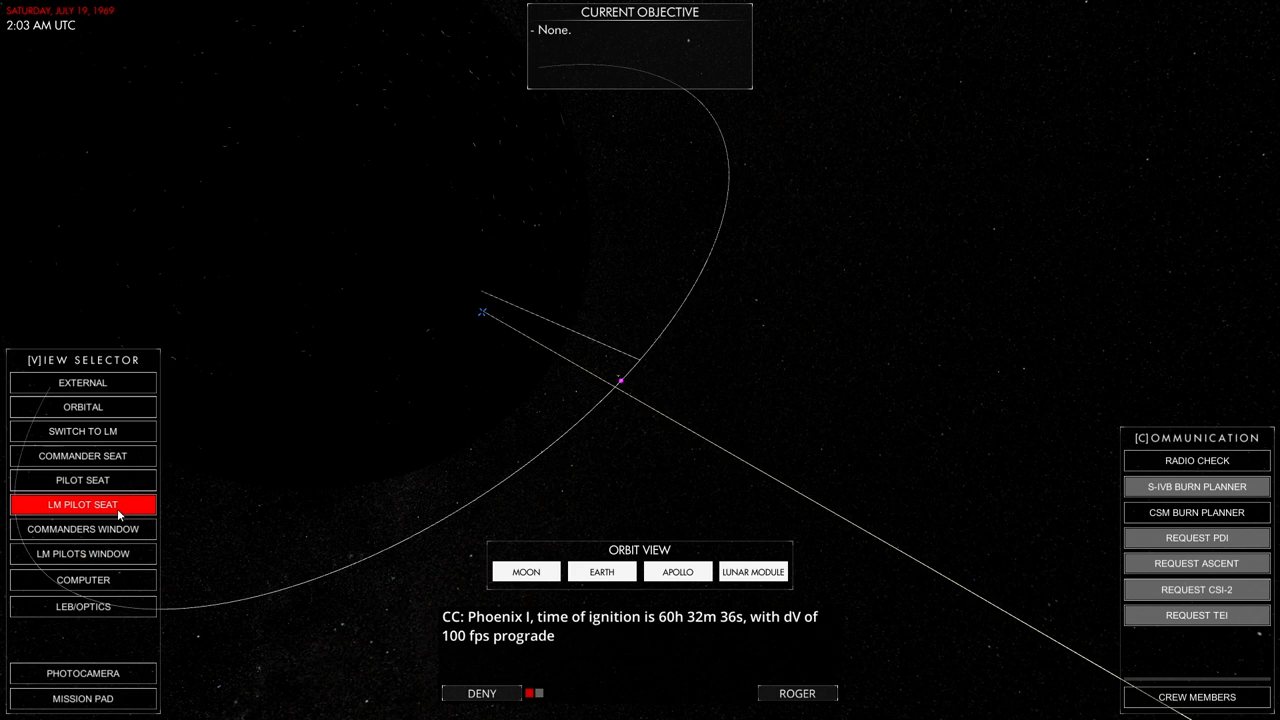 SATURDAY, JULY 19, 1969
2:03 AM UTC
CURRENT OBJECTIVE
- None.
[V]IEW SELECTOR
EXTERNAL
ORBITAL
SWITCH TO LM
COMMANDER SEAT
PILOT SEAT
LM PILOT SEAT
COMMANDERS WINDOW
LM PILOTS WINDOW
COMPUTER
LEB/OPTICS
PHOTOCAMERA
MISSION PAD
ORBIT VIEW
MOON
EARTH
APOLLO
LUNAR MODULE
CC: Phoenix I, time of ignition is 60h 32m 36s, with dV of
100 fps prograde
DENY
ROGER
[C]OMMUNICATION
RADIO CHECK
S-IVB BURN PLANNER
CSM BURN PLANNER
REQUEST PDI
REQUEST ASCENT
REQUEST CSI-2
REQUEST TEI
CREW MEMBERS